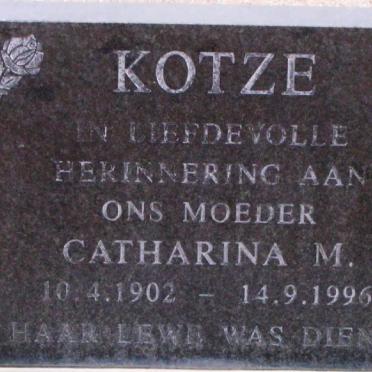 KOTZE
IN LIEFDEVOLLE
HERINNERING AAN
ONS MOEDER
CATHARINA M.
10.4.1902 – 14.9.1996
HAAR LEWE WAS DIEN